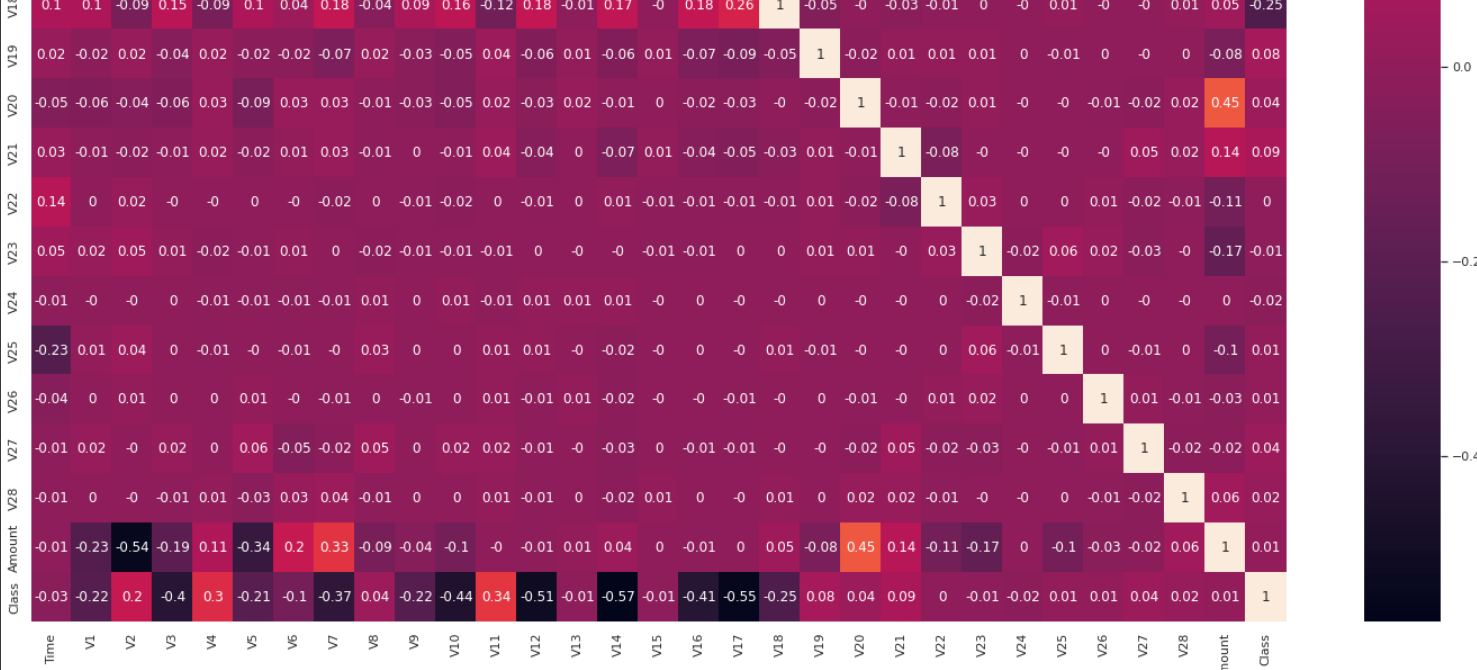 V18 0.1 0.1 -0.09 0.15 -0.09 0.1 0.04 0.18 -0.04 0.09 0.16 -0.12 0.18 -0.01 0.17 -0 0.18 0.26 1 -0.05 -0 -0.03 -0.01 0 -0 0.01 -0 -0 0.01 0.05 -0.25
V19 0.02 -0.02 0.02 -0.04 0.02 -0.02 -0.02 -0.07 0.02 -0.03 -0.05 0.04 -0.06 0.01 -0.06 0.01 -0.07 -0.09 -0.05 1 -0.02 0.01 0.01 0.01 0 -0.01 0 -0 0 -0.08 0.08 0.0
V20 -0.05 -0.06 -0.04 -0.06 0.03 -0.09 0.03 0.03 -0.01 -0.03 -0.05 0.02 -0.03 0.02 -0.01 0 -0.02 -0.03 -0 -0.02 1 -0.01 -0.02 0.01 -0 -0 -0.01 -0.02 0.02 0.45 0.04
V21 0.03 -0.01 -0.02 -0.01 0.02 -0.02 0.01 0.03 -0.01 0 -0.01 0.04 -0.04 0 -0.07 0.01 -0.04 -0.05 -0.03 0.01 -0.01 1 -0.08 -0 -0 -0 -0 0.05 0.02 0.14 0.09
V22 0.14 0 0.02 -0 -0 0 -0 -0.02 0 -0.01 -0.02 0 -0.01 0 0.01 -0.01 -0.01 -0.01 -0.01 0.01 -0.02 -0.08 1 0.03 0 0 0.01 -0.02 -0.01 -0.11 0
V23 0.05 0.02 0.05 0.01 -0.02 -0.01 0.01 0 -0.02 -0.01 -0.01 -0.01 0 -0 -0 -0.01 -0.01 0 0 0.01 0.01 -0 0.03 1 -0.02 0.06 0.02 -0.03 -0 -0.17 -0.01 -0.2
V24 -0.01 -0 -0 0 -0.01 -0.01 -0.01 -0.01 0.01 0 0.01 -0.01 0.01 0.01 0.01 -0 0 -0 -0 0 -0 -0 0 -0.02 1 -0.01 0 -0 -0 0 -0.02
V25 -0.23 0.01 0.04 0 -0.01 -0 -0.01 -0 0.03 0 0 0.01 0.01 -0 -0.02 -0 0 -0 0.01 -0.01 -0 -0 0 0.06 -0.01 1 0 -0.01 0 -0.1 0.01
V26 -0.04 0 0.01 0 0 0.01 -0 -0.01 0 -0.01 0 0.01 -0.01 0.01 -0.02 -0 -0 -0.01 -0 0 -0.01 -0 0.01 0.02 0 0 1 0.01 -0.01 -0.03 0.01
V27 -0.01 0.02 -0 0.02 0 0.06 -0.05 -0.02 0.05 0 0.02 0.02 -0.01 -0 -0.03 0 -0.01 -0.01 -0 -0 -0.02 0.05 -0.02 -0.03 -0 -0.01 0.01 1 -0.02 -0.02 0.04 -0.4
V28 -0.01 0 -0 -0.01 0.01 -0.03 0.03 0.04 -0.01 0 0 0.01 -0.01 0 -0.02 0.01 0 -0 0.01 0 0.02 0.02 -0.01 -0 -0 0 -0.01 -0.02 1 0.06 0.02
Amount -0.01 -0.23 -0.54 -0.19 0.11 -0.34 0.2 0.33 -0.09 -0.04 -0.1 -0 -0.01 0.01 0.04 0 -0.01 0 0.05 -0.08 0.45 0.14 -0.11 -0.17 0 -0.1 -0.03 -0.02 0.06 1 0.01
Class -0.03 -0.22 0.2 -0.4 0.3 -0.21 -0.1 -0.37 0.04 -0.22 -0.44 0.34 -0.51 -0.01 -0.57 -0.01 -0.41 -0.55 -0.25 0.08 0.04 0.09 0 -0.01 -0.02 0.01 0.01 0.04 0.02 0.01 1
Time V1 V2 V3 V4 V5 V6 V7 V8 V9 V10 V11 V12 V13 V14 V15 V16 V17 V18 V19 V20 V21 V22 V23 V24 V25 V26 V27 V28 mount Class